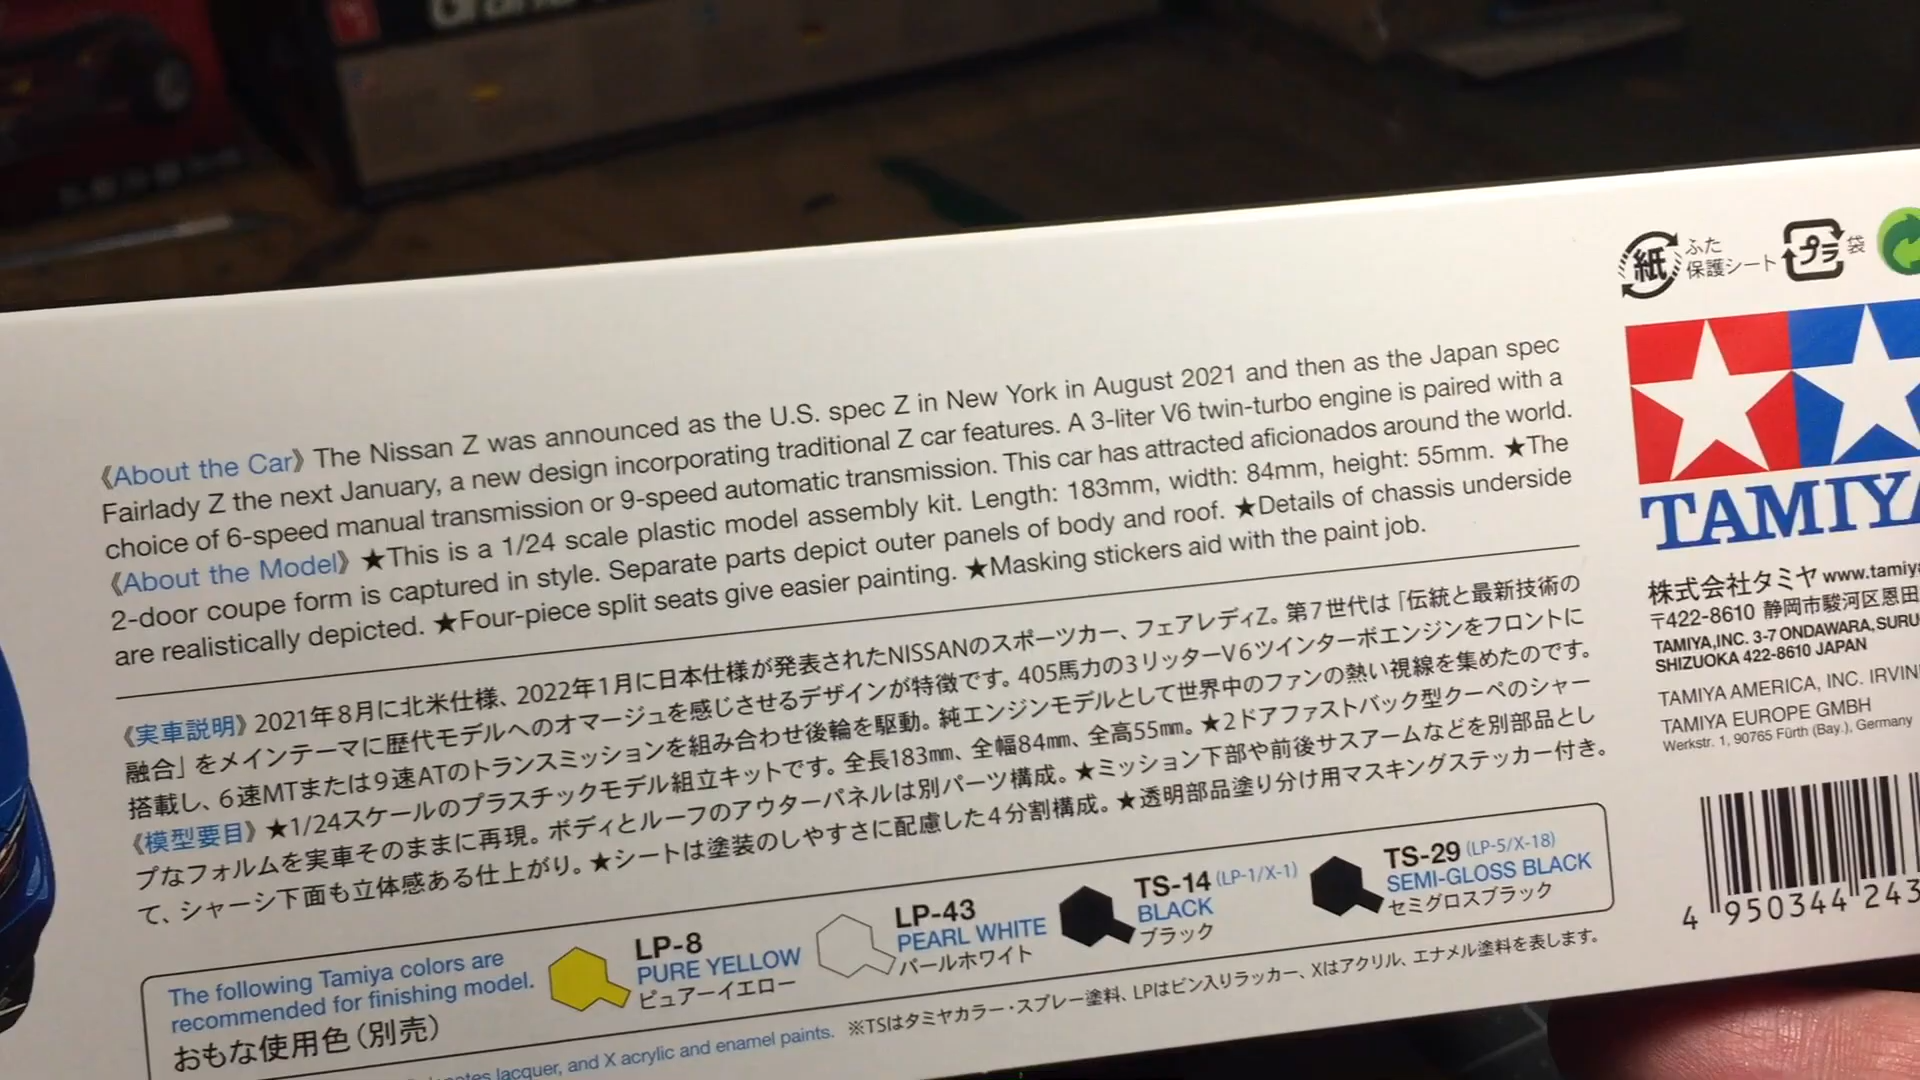 Grand
紙 ふた
保護シート
プラ 袋
《About the Car》 The Nissan Z was announced as the U.S. spec Z in New York in August 2021 and then as the Japan spec
Fairlady Z the next January, a new design incorporating traditional Z car features. A 3-liter V6 twin-turbo engine is paired with a
choice of 6-speed manual transmission or 9-speed automatic transmission. This car has attracted aficionados around the world.
《About the Model》 ★This is a 1/24 scale plastic model assembly kit. Length: 183mm, width: 84mm, height: 55mm. ★The
2-door coupe form is captured in style. Separate parts depict outer panels of body and roof. ★Details of chassis underside
are realistically depicted. ★Four-piece split seats give easier painting. ★Masking stickers aid with the paint job.
《実車説明》 2021年8月に北米仕様、2022年1月に日本仕様が発表されたNISSANのスポーツカー、フェアレディZ。第7世代は「伝統と最新技術の
融合」をメインテーマに歴代モデルへのオマージュを感じさせるデザインが特徴です。405馬力の3リッターV6ツインターボエンジンをフロントに
搭載し、6速MTまたは9速ATのトランスミッションを組み合わせ後輪を駆動。純エンジンモデルとして世界中のファンの熱い視線を集めたのです。
《模型要目》 ★1/24スケールのプラスチックモデル組立キットです。全長183㎜、全幅84㎜、全高55㎜。★2ドアファストバック型クーペのシャー
プなフォルムを実車そのままに再現。ボディとルーフのアウターパネルは別パーツ構成。★ミッション下部や前後サスアームなどを別部品とし
て、シャーシ下面も立体感ある仕上がり。★シートは塗装のしやすさに配慮した4分割構成。★透明部品塗り分け用マスキングステッカー付き。
The following Tamiya colors are
recommended for finishing model.
おもな使用色（別売）
LP-8
PURE YELLOW
ピュアーイエロー
LP-43
PEARL WHITE
パールホワイト
TS-14 (LP-1/X-1)
BLACK
ブラック
TS-29 (LP-5/X-18)
SEMI-GLOSS BLACK
セミグロスブラック
lacquer, and X acrylic and enamel paints. ※TSはタミヤカラー・スプレー塗料、LPはビン入りラッカー、Xはアクリル、エナメル塗料を表します。
TAMIYA
株式会社タミヤ www.tamiya
〒422-8610 静岡市駿河区恩田
TAMIYA,INC. 3-7 ONDAWARA, SURU
SHIZUOKA 422-8610 JAPAN
TAMIYA AMERICA, INC. IRVIN
TAMIYA EUROPE GMBH
Werkstr. 1, 90765 Fürth (Bay.), Germany
4 950344 243